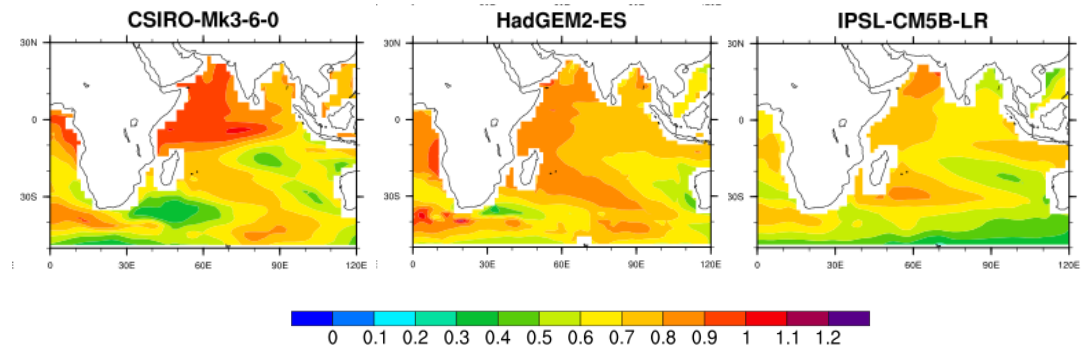 CSIRO-Mk3-6-0 HadGEM2-ES IPSL-CM5B-LR
30N 30N 30N
0 0 0
30S 30S 30S
0 30E 60E 90E 120E 0 30E 60E 90E 120E 0 30E 60E 90E 120E
0 0.1 0.2 0.3 0.4 0.5 0.6 0.7 0.8 0.9 1 1.1 1.2